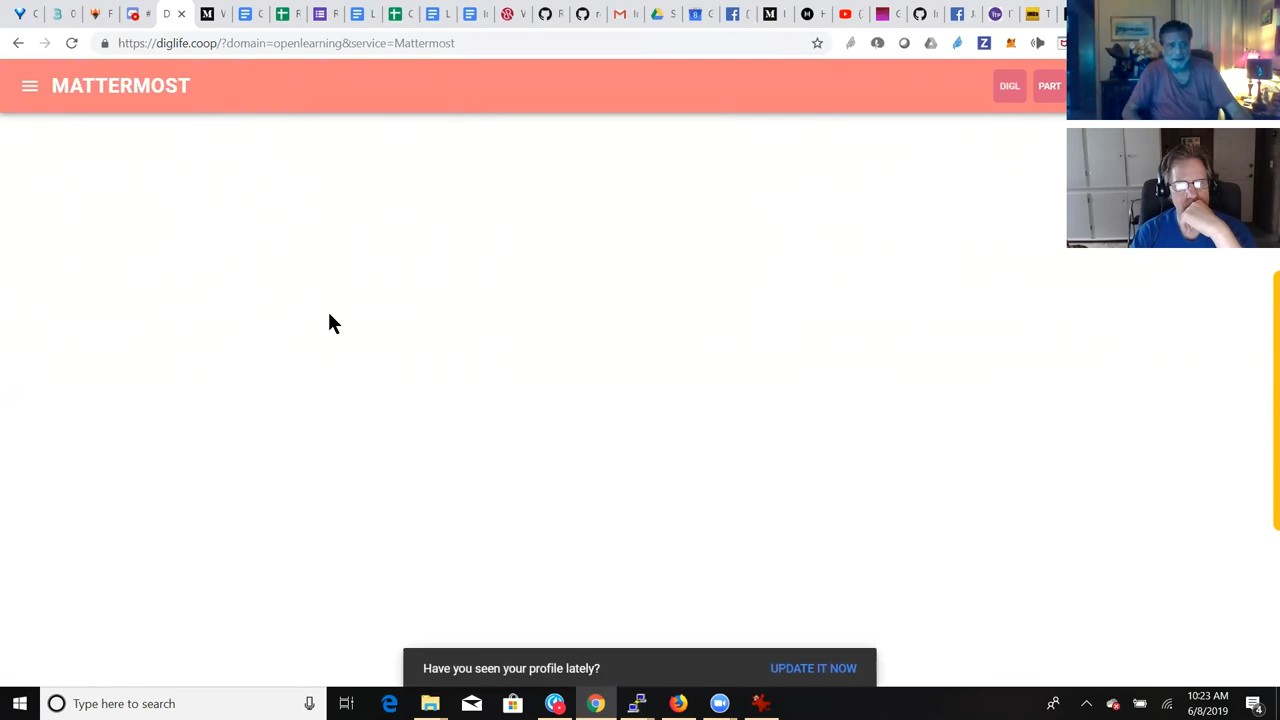 https://diglife.coop/?domain=openlearning&service=Mattermost
MATTERMOST
DIGL
PART
Have you seen your profile lately?
UPDATE IT NOW
Type here to search
10:23 AM
6/8/2019
4